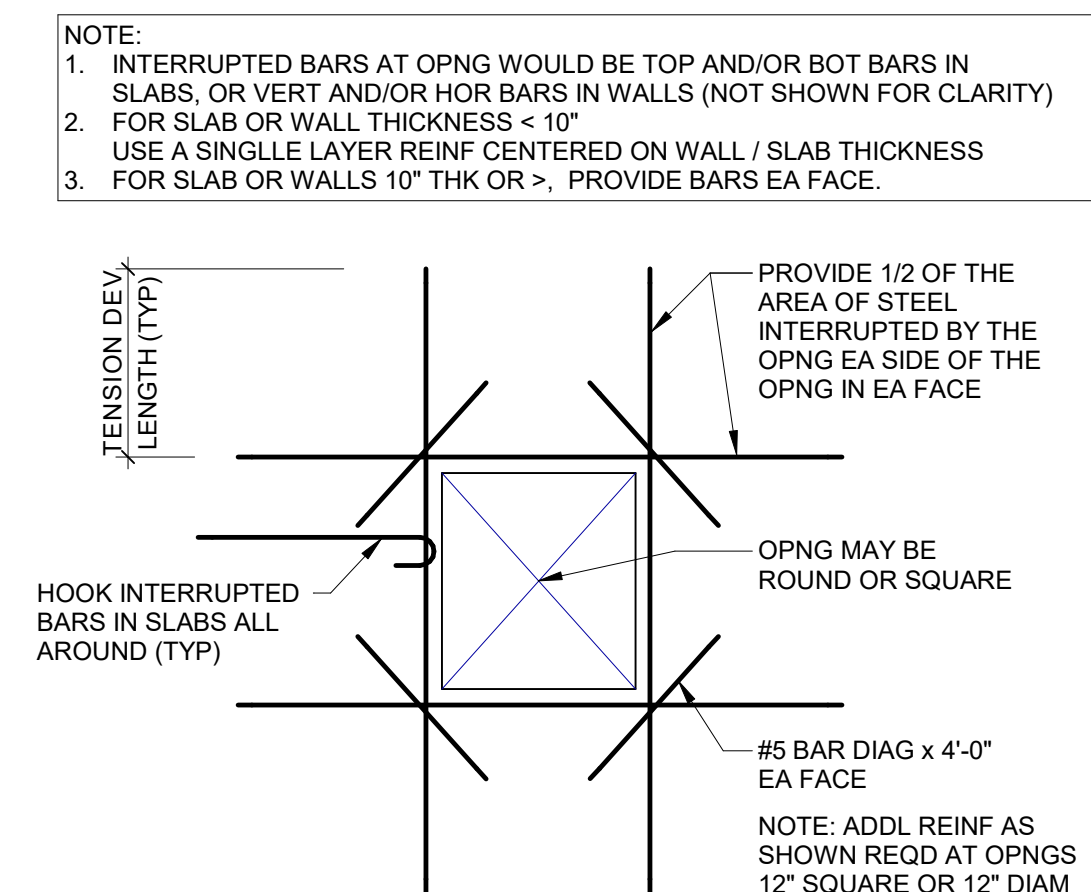 NOTE:
1. INTERRUPTED BARS AT OPNG WOULD BE TOP AND/OR BOT BARS IN
SLABS, OR VERT AND/OR HOR BARS IN WALLS (NOT SHOWN FOR CLARITY)
2. FOR SLAB OR WALL THICKNESS < 10"
USE A SINGLLE LAYER REINF CENTERED ON WALL / SLAB THICKNESS
3. FOR SLAB OR WALLS 10" THK OR >, PROVIDE BARS EA FACE.
TENSION DEV
LENGTH (TYP)
PROVIDE 1/2 OF THE
AREA OF STEEL
INTERRUPTED BY THE
OPNG EA SIDE OF THE
OPNG IN EA FACE
OPNG MAY BE
ROUND OR SQUARE
HOOK INTERRUPTED
BARS IN SLABS ALL
AROUND (TYP)
#5 BAR DIAG x 4'-0"
EA FACE
NOTE: ADDL REINF AS
SHOWN REQD AT OPNGS
12" SQUARE OR 12" DIAM